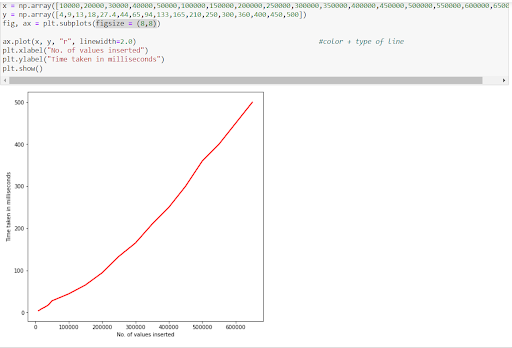 x = np.array([10000,20000,30000,40000,50000,100000,150000,200000,250000,300000,350000,400000,450000,500000,550000,600000,6500
y = np.array([4,9,13,18,27.4,44,65,94,133,165,210,250,300,360,400,450,500])
fig, ax = plt.subplots(figsize = (8,8))
ax.plot(x, y, "r", linewidth=2.0) #color + type of line
plt.xlabel("No. of values inserted")
plt.ylabel("Time taken in milliseconds")
plt.show()
500
400
300
200
100
0
Time taken in milliseconds
0 100000 200000 300000 400000 500000 600000
No. of values inserted